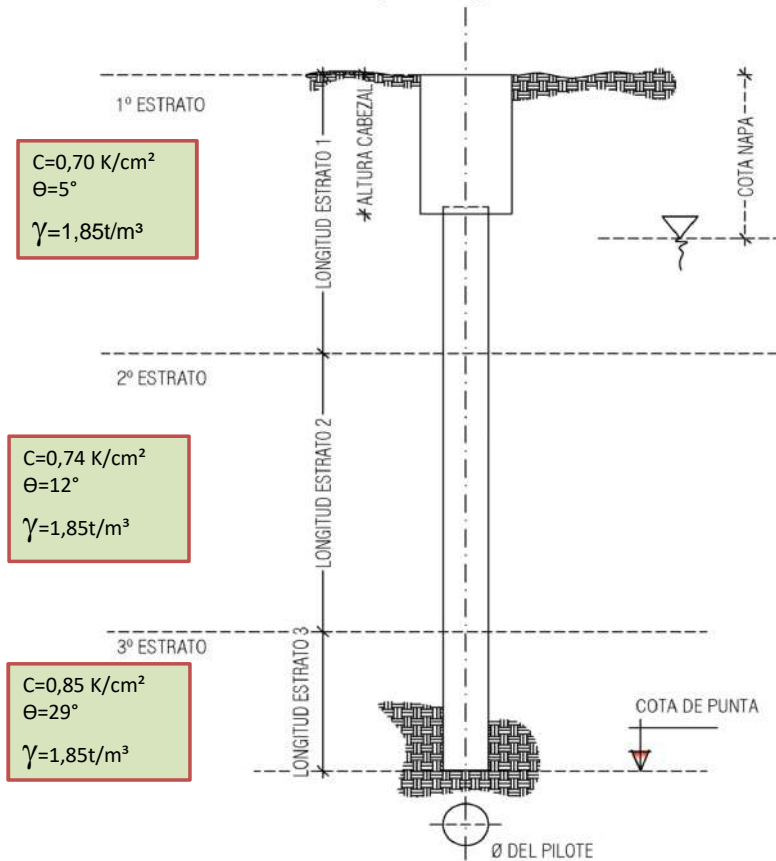 1º ESTRATO
C=0,70 K/cm²
Ө=5°
γ=1,85t/m³
LONGITUD ESTRATO 1
ALTURA CABEZAL
COTA NAPA
2º ESTRATO
C=0,74 K/cm²
Ө=12°
γ=1,85t/m³
LONGITUD ESTRATO 2
3º ESTRATO
C=0,85 K/cm²
Ө=29°
γ=1,85t/m³
LONGITUD ESTRATO 3
COTA DE PUNTA
Ø DEL PILOTE